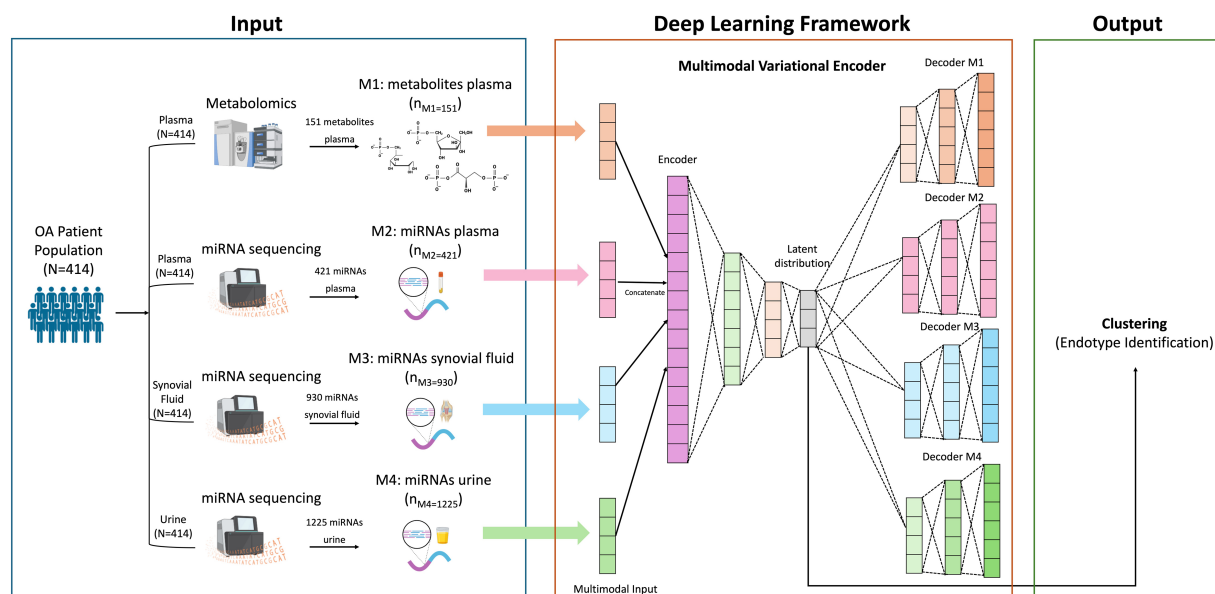 Input
Deep Learning Framework
Output
Plasma
(N=414)
Metabolomics
151 metabolites
plasma
M1: metabolites plasma
(nM1=151)
OA Patient
Population
(N=414)
Plasma
(N=414)
miRNA sequencing
421 miRNAs
plasma
M2: miRNAs plasma
(nM2=421)
Synovial
Fluid
(N=414)
miRNA sequencing
930 miRNAs
synovial fluid
M3: miRNAs synovial fluid
(nM3=930)
Urine
(N=414)
miRNA sequencing
1225 miRNAs
urine
M4: miRNAs urine
(nM4=1225)
Multimodal Variational Encoder
Encoder
Concatenate
Latent
distribution
Multimodal Input
Decoder M1
Decoder M2
Decoder M3
Decoder M4
Clustering
(Endotype Identification)